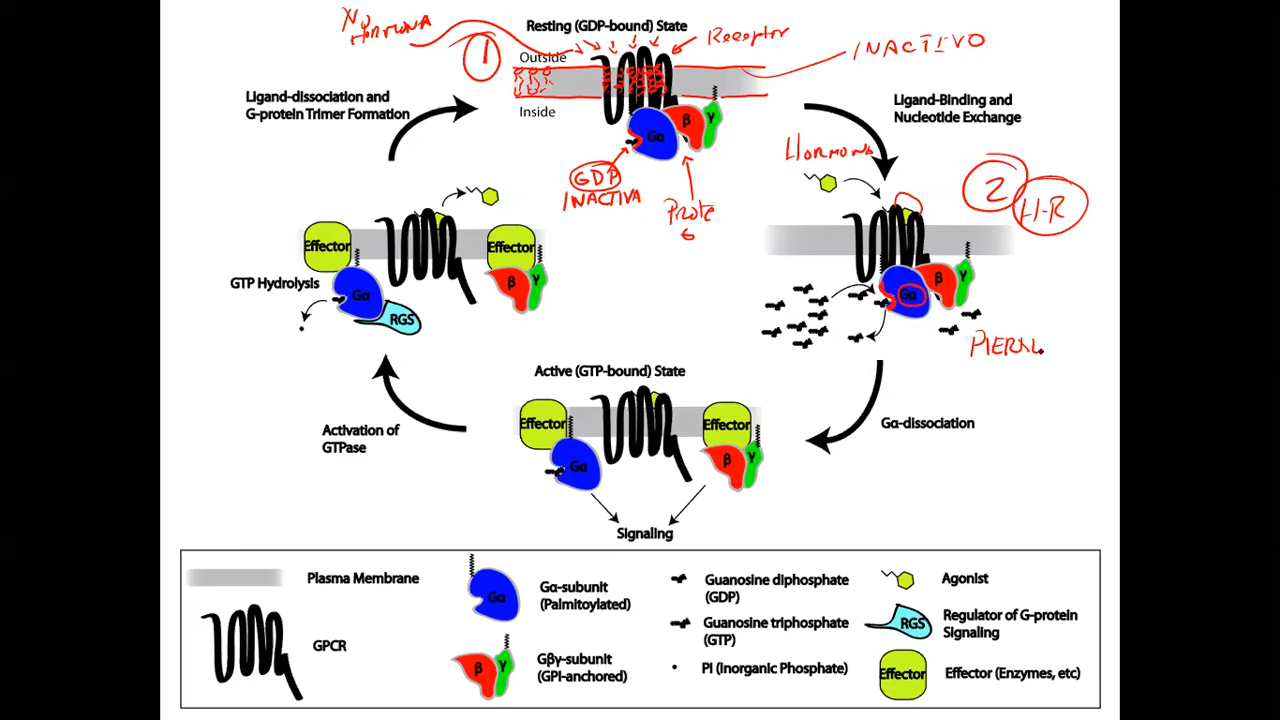 No
Hormona
Resting (GDP-bound) State
Receptor
INACTIVO
1
Outside
Inside
Ligand-dissociation and
G-protein Trimer Formation
Ligand-Binding and
Nucleotide Exchange
β
γ
Gα
GDP
INACTIVA
Prote
G
Hormona
2
H-R
Effector
Effector
GTP Hydrolysis
Gα
β
γ
RGS
Gα
β
γ
PIERN
Active (GTP-bound) State
Effector
Effector
Gα
β
γ
Activation of
GTPase
Gα-dissociation
Signaling
Plasma Membrane
GPCR
Gα
Gα-subunit
(Palmitoylated)
β
γ
Gβγ-subunit
(GPI-anchored)
Guanosine diphosphate
(GDP)
Guanosine triphosphate
(GTP)
PI (Inorganic Phosphate)
Agonist
RGS
Regulator of G-protein
Signaling
Effector
Effector (Enzymes, etc)